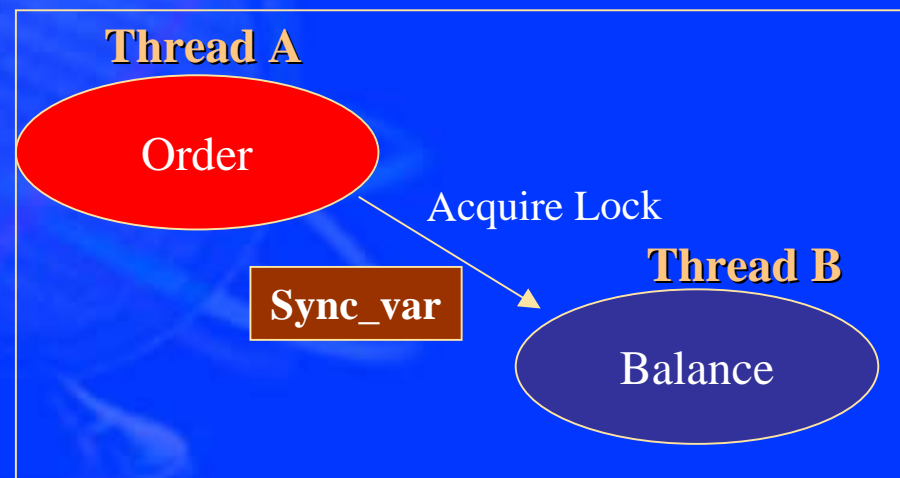 Thread A
Order
Acquire Lock
Thread B
Sync_var
Balance